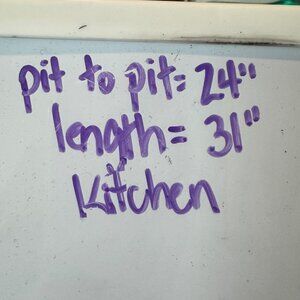 pit to pit= 24"
length= 31"
Kitchen